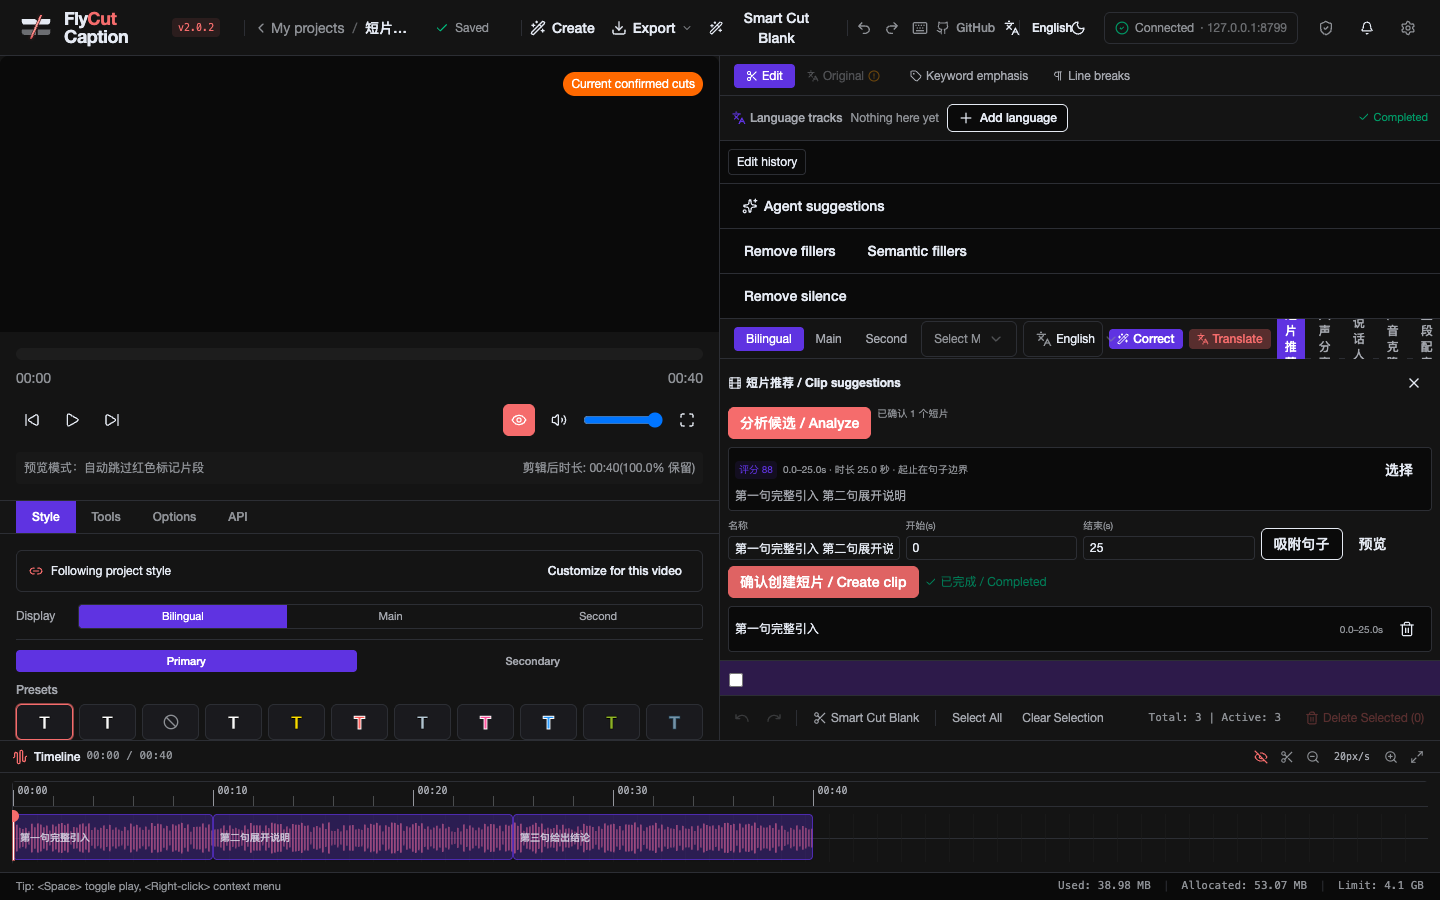 FlyCut Caption
v2.0.2
My projects / 短片...
Saved
Create
Export
Smart Cut Blank
GitHub
English
Connected · 127.0.0.1:8799
Current confirmed cuts
00:00
00:40
预览模式：自动跳过红色标记片段
剪辑后时长: 00:40(100.0% 保留)
Style
Tools
Options
API
Following project style
Customize for this video
Display
Bilingual
Main
Second
Primary
Secondary
Presets
T T T T T T T T T T
Edit
Original
Keyword emphasis
Line breaks
Language tracks
Nothing here yet
Add language
Completed
Edit history
Agent suggestions
Remove fillers
Semantic fillers
Remove silence
Bilingual
Main
Second
Select M
English
Correct
Translate
片推
声分
说话人
音克
段配
短片推荐 / Clip suggestions
分析候选 / Analyze
已确认 1 个短片
评分 88
0.0–25.0s · 时长 25.0 秒 · 起止在句子边界
选择
第一句完整引入 第二句展开说明
名称
开始(s)
结束(s)
第一句完整引入 第二句展开说
0
25
吸附句子
预览
确认创建短片 / Create clip
已完成 / Completed
第一句完整引入
0.0–25.0s
Smart Cut Blank
Select All
Clear Selection
Total: 3 | Active: 3
Delete Selected (0)
Timeline
00:00 / 00:40
20px/s
00:00
00:10
00:20
00:30
00:40
第一句完整引入
第二句展开说明
第三句给出结论
Tip: <Space> toggle play, <Right-click> context menu
Used: 38.98 MB
Allocated: 53.07 MB
Limit: 4.1 GB